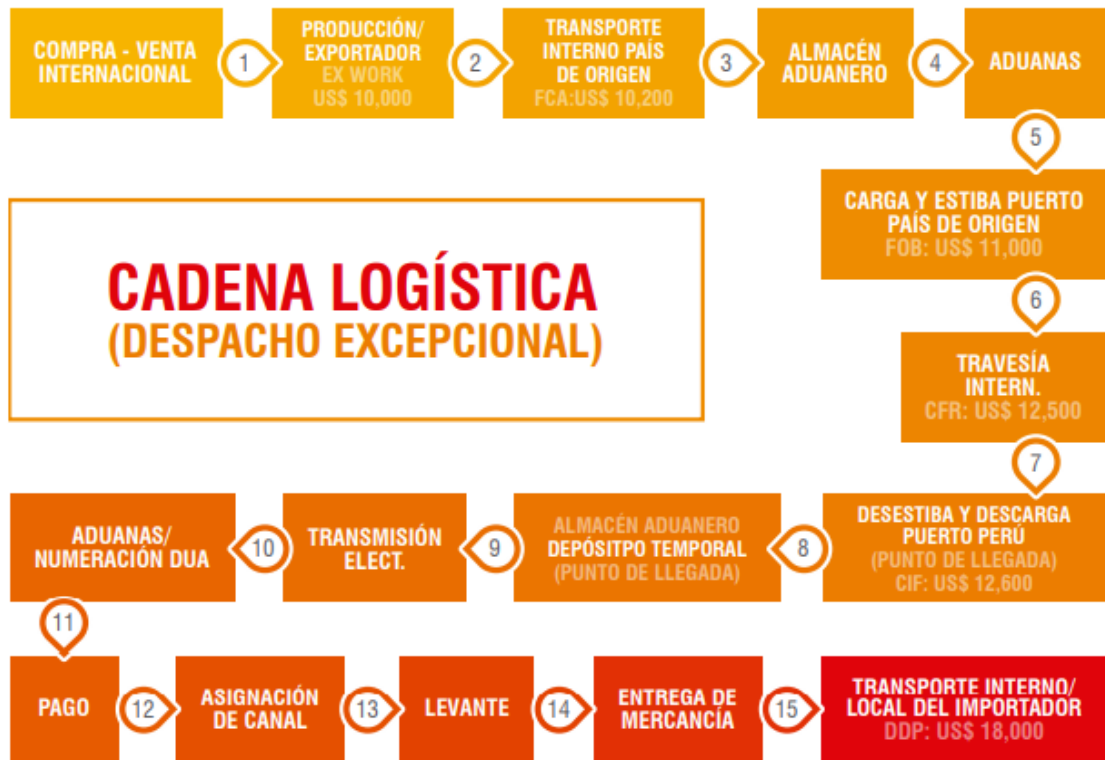 COMPRA - VENTA
INTERNACIONAL
1
PRODUCCIÓN/
EXPORTADOR
EX WORK
US$ 10,000
2
TRANSPORTE
INTERNO PAÍS
DE ORIGEN
FCA:US$ 10,200
3
ALMACÉN
ADUANERO
4
ADUANAS
5
CARGA Y ESTIBA PUERTO
PAÍS DE ORIGEN
FOB: US$ 11,000
CADENA LOGÍSTICA
(DESPACHO EXCEPCIONAL)
6
TRAVESÍA
INTERN.
CFR: US$ 12,500
7
DESESTIBA Y DESCARGA
PUERTO PERÚ
(PUNTO DE LLEGADA)
CIF: US$ 12,600
8
ALMACÉN ADUANERO
DEPÓSITPO TEMPORAL
(PUNTO DE LLEGADA)
9
TRANSMISIÓN
ELECT.
10
ADUANAS/
NUMERACIÓN DUA
11
PAGO
12
ASIGNACIÓN
DE CANAL
13
LEVANTE
14
ENTREGA DE
MERCANCÍA
15
TRANSPORTE INTERNO/
LOCAL DEL IMPORTADOR
DDP: US$ 18,000